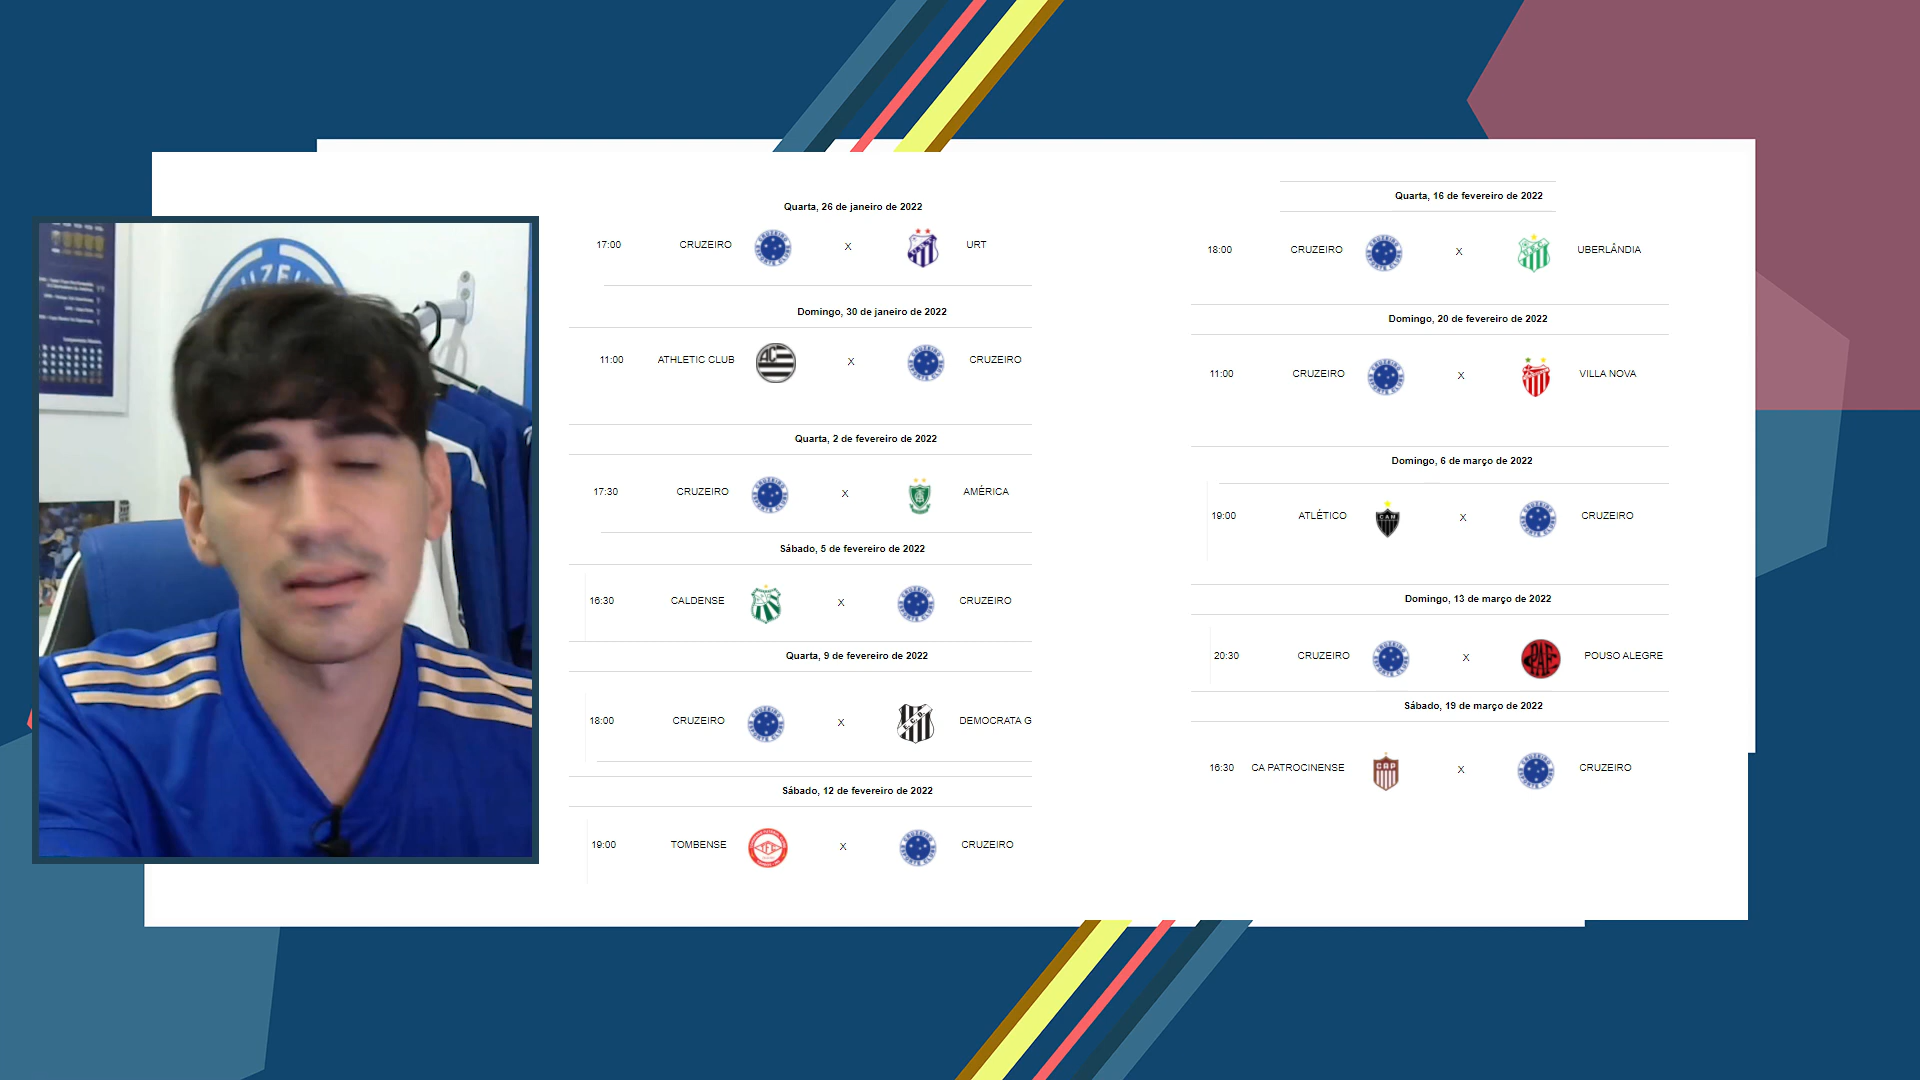 Quarta, 26 de janeiro de 2022
17:00 CRUZEIRO X URT
Domingo, 30 de janeiro de 2022
11:00 ATHLETIC CLUB X CRUZEIRO
Quarta, 2 de fevereiro de 2022
17:30 CRUZEIRO X AMÉRICA
Sábado, 5 de fevereiro de 2022
16:30 CALDENSE X CRUZEIRO
Quarta, 9 de fevereiro de 2022
18:00 CRUZEIRO X DEMOCRATA G
Sábado, 12 de fevereiro de 2022
19:00 TOMBENSE X CRUZEIRO
Quarta, 16 de fevereiro de 2022
18:00 CRUZEIRO X UBERLÂNDIA
Domingo, 20 de fevereiro de 2022
11:00 CRUZEIRO X VILLA NOVA
Domingo, 6 de março de 2022
19:00 ATLÉTICO CAM X CRUZEIRO
Domingo, 13 de março de 2022
20:30 CRUZEIRO X POUSO ALEGRE
Sábado, 19 de março de 2022
16:30 CA PATROCINENSE CAP X CRUZEIRO